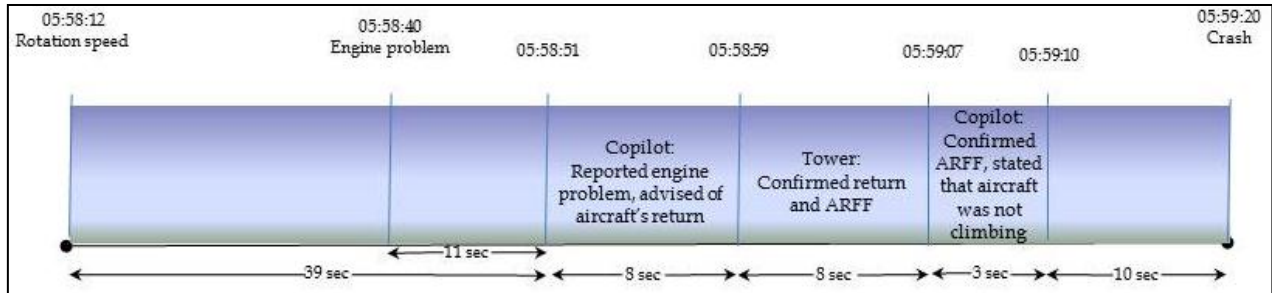 05:58:12
Rotation speed
05:58:40
Engine problem
05:58:51
05:58:59
05:59:07
05:59:10
05:59:20
Crash
Copilot:
Reported engine
problem, advised of
aircraft's return
Tower:
Confirmed return
and ARFF
Copilot:
Confirmed
ARFF, stated
that aircraft
was not
climbing
11 sec
39 sec
8 sec
8 sec
3 sec
10 sec